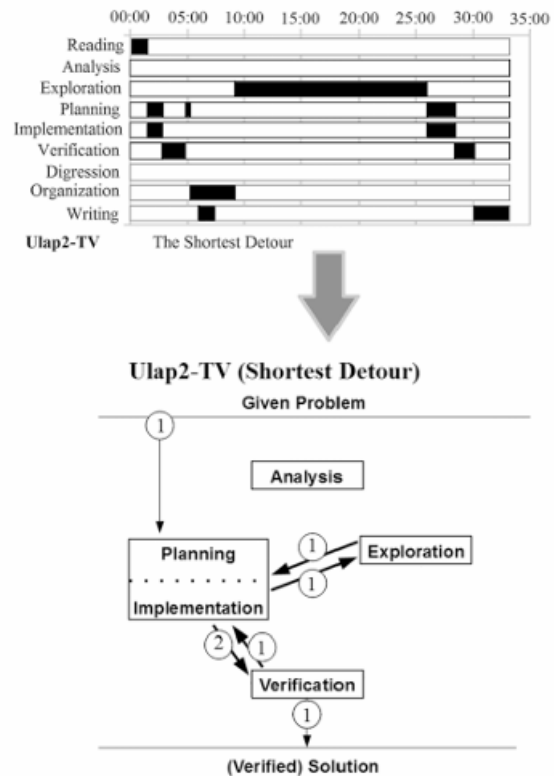 00:00 05:00 10:00 15:00 20:00 25:00 30:00 35:00
Reading
Analysis
Exploration
Planning
Implementation
Verification
Digression
Organization
Writing
Ulap2-TV The Shortest Detour
Ulap2-TV (Shortest Detour)
Given Problem
1
Analysis
Planning
1
Exploration
1
Implementation
2
1
Verification
1
(Verified) Solution